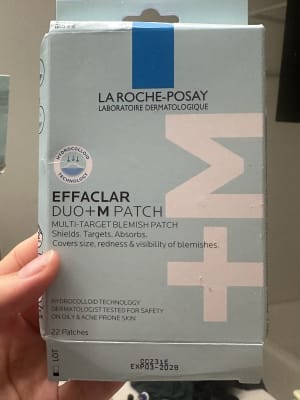 LA ROCHE-POSAY
LABORATOIRE DERMATOLOGIQUE
HYDROCOLLOID
TECHNOLOGY
EFFACLAR
DUO+M PATCH
MULTI-TARGET BLEMISH PATCH
Shields. Targets. Absorbs.
Covers size, redness & visibility of blemishes.
+M
HYDROCOLLOID TECHNOLOGY
DERMATOLOGIST TESTED FOR SAFETY
ON OILY & ACNE PRONE SKIN
22 Patches
LOT
EXP03-2028